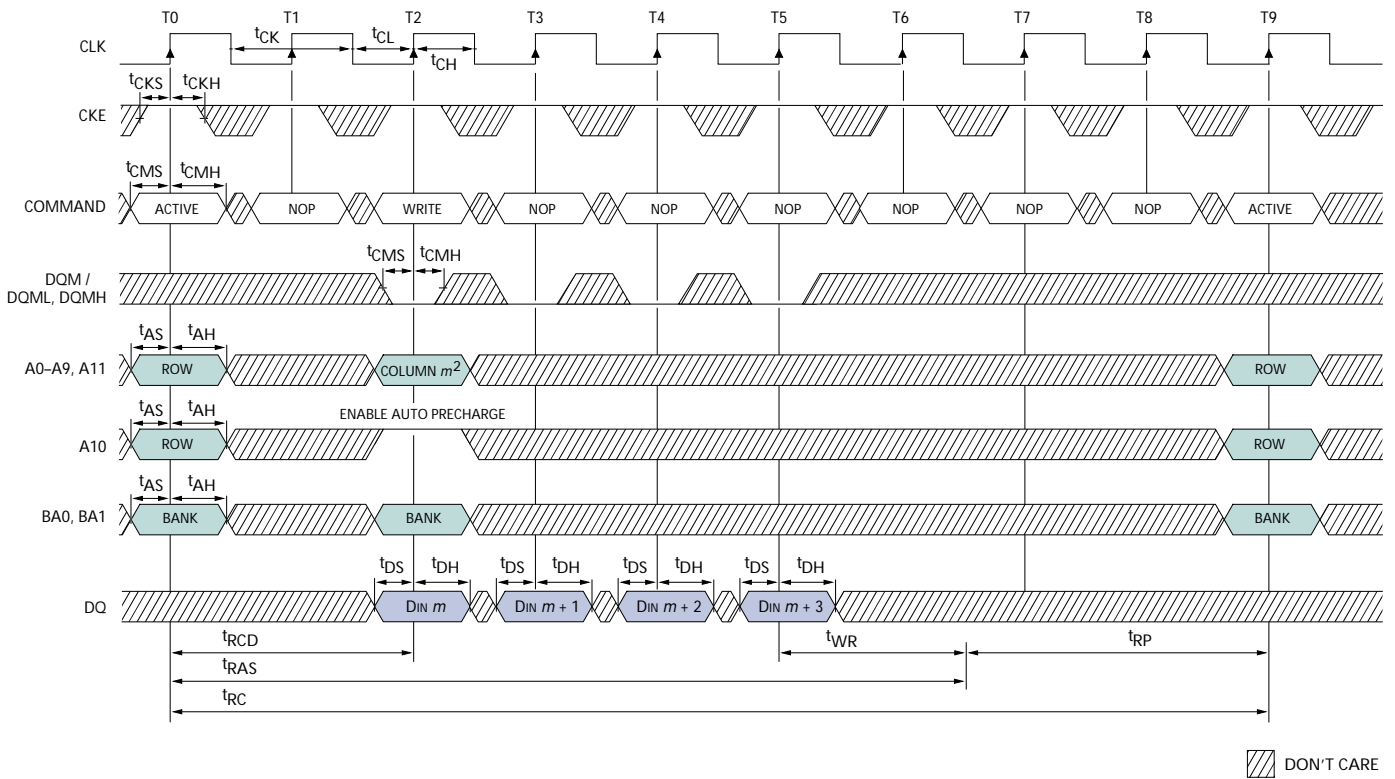 T0 T1 T2 T3 T4 T5 T6 T7 T8 T9
CLK
tCK tCL
tCH
tCKS tCKH
CKE
tCMS tCMH
COMMAND ACTIVE NOP WRITE NOP NOP NOP NOP NOP NOP ACTIVE
tCMS tCMH
DQM /
DQML, DQMH
tAS tAH
A0–A9, A11 ROW COLUMN m² ROW
ENABLE AUTO PRECHARGE
tAS tAH
A10 ROW ROW
tAS tAH
BA0, BA1 BANK BANK BANK
tDS tDH tDS tDH tDS tDH tDS tDH
DQ DIN m DIN m + 1 DIN m + 2 DIN m + 3
tRCD tWR tRP
tRAS
tRC
DON'T CARE